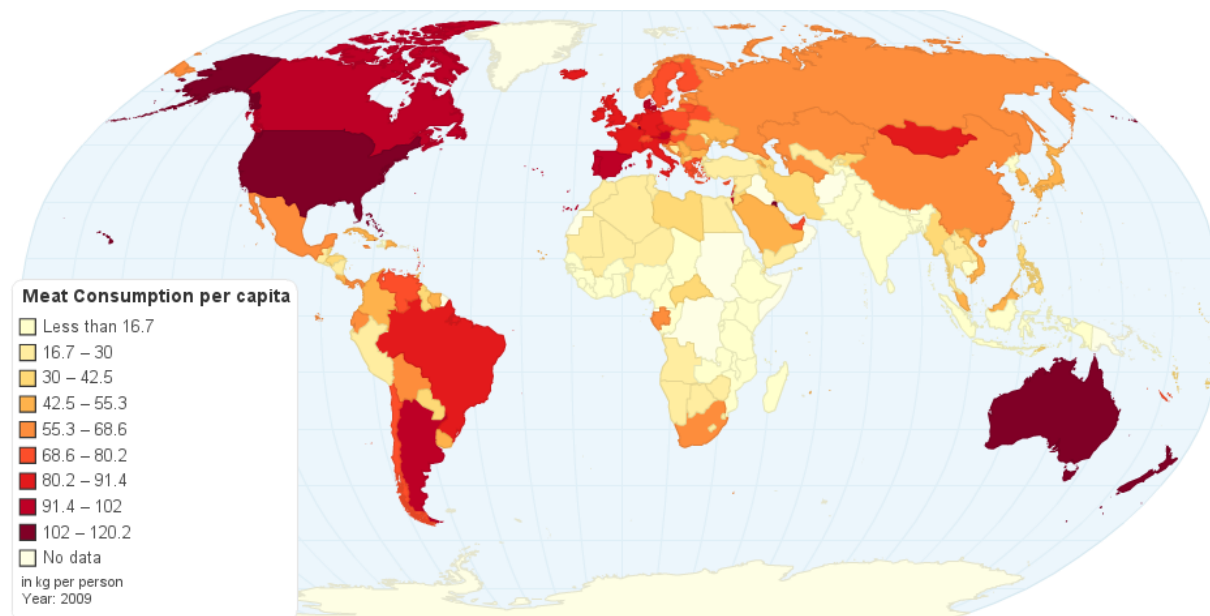 Meat Consumption per capita
Less than 16.7
16.7 – 30
30 – 42.5
42.5 – 55.3
55.3 – 68.6
68.6 – 80.2
80.2 – 91.4
91.4 – 102
102 – 120.2
No data
in kg per person
Year: 2009